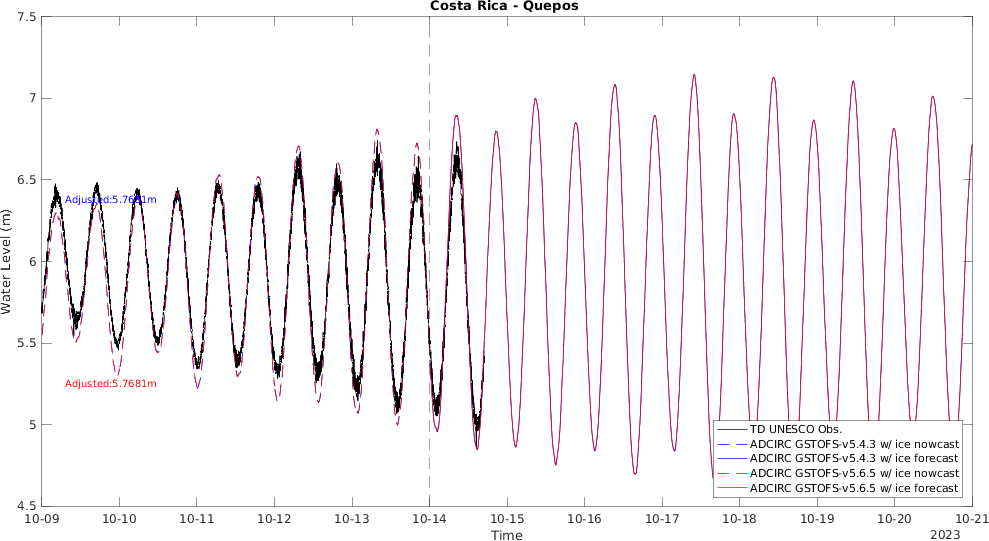 Costa Rica - Quepos
7.5
7
6.5
6
5.5
5
4.5
Water Level (m)
Adjusted:5.7681m
Adjusted:5.7681m
TD UNESCO Obs.
ADCIRC GSTOFS-v5.4.3 w/ ice nowcast
ADCIRC GSTOFS-v5.4.3 w/ ice forecast
ADCIRC GSTOFS-v5.6.5 w/ ice nowcast
ADCIRC GSTOFS-v5.6.5 w/ ice forecast
10-09 10-10 10-11 10-12 10-13 10-14 10-15 10-16 10-17 10-18 10-19 10-20 10-21
Time
2023